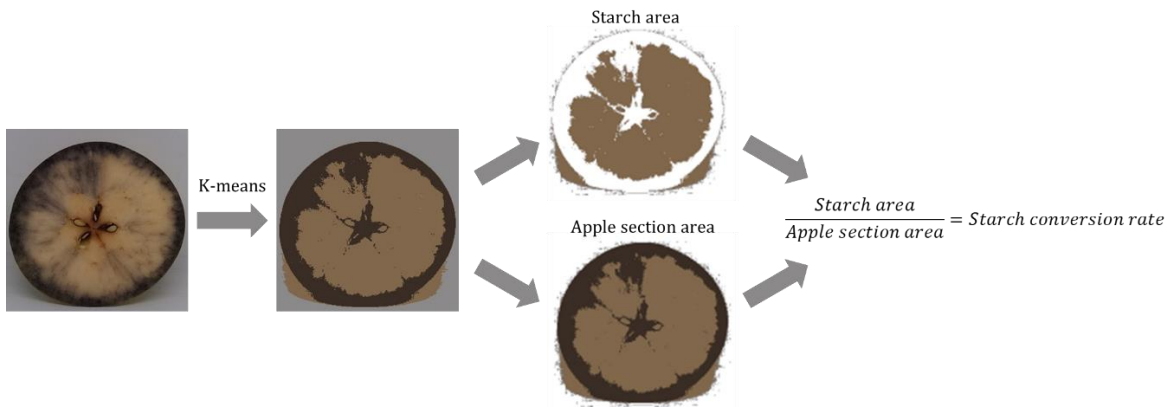 Starch area
K-means
Apple section area
Starch area
Apple section area
= Starch conversion rate